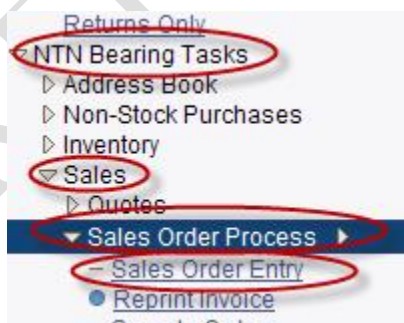 Returns Only
NTN Bearing Tasks
Address Book
Non-Stock Purchases
Inventory
Sales
Quotes
Sales Order Process
Sales Order Entry
Reprint Invoice